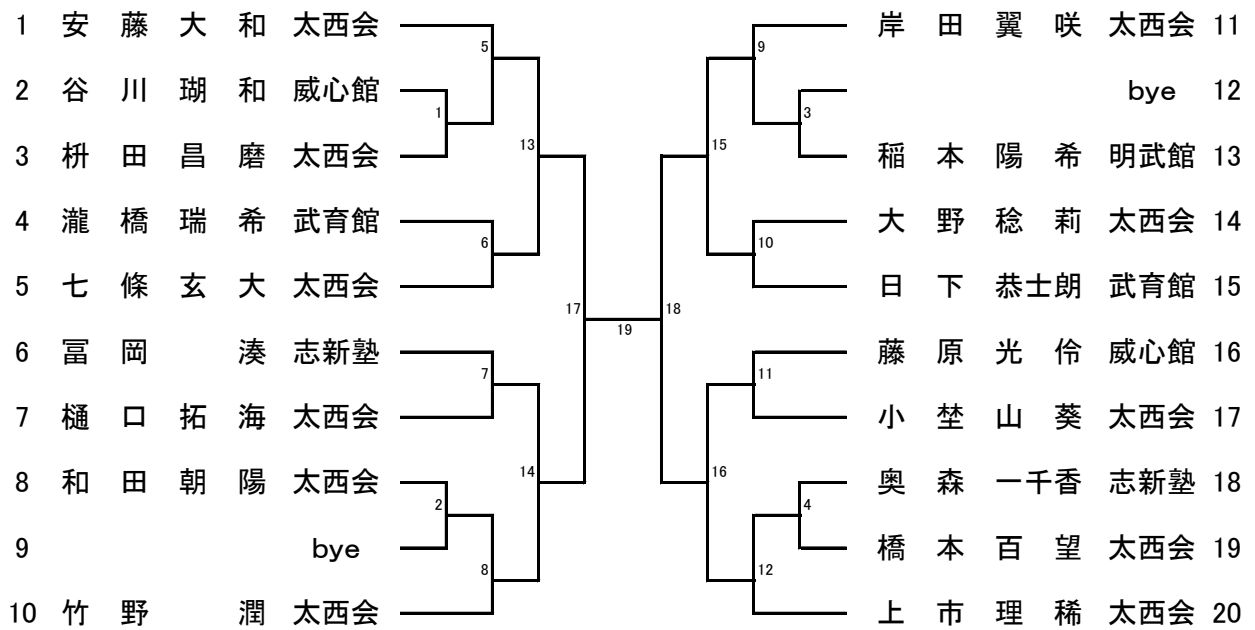 1 安藤大和 太西会
2 谷川瑚和 威心館
3 枡田昌磨 太西会
4 瀧橋瑞希 武育館
5 七條玄大 太西会
6 冨岡湊 志新塾
7 樋口拓海 太西会
8 和田朝陽 太西会
9 bye
10 竹野潤 太西会
5
1
13
6
17
7
14
2
8
19
9
3
15
10
18
11
16
4
12
岸田翼咲 太西会 11
bye 12
稲本陽希 明武館 13
大野稔莉 太西会 14
日下恭士朗 武育館 15
藤原光伶 威心館 16
小埜山葵 太西会 17
奥森一千香 志新塾 18
橋本百望 太西会 19
上市理稀 太西会 20